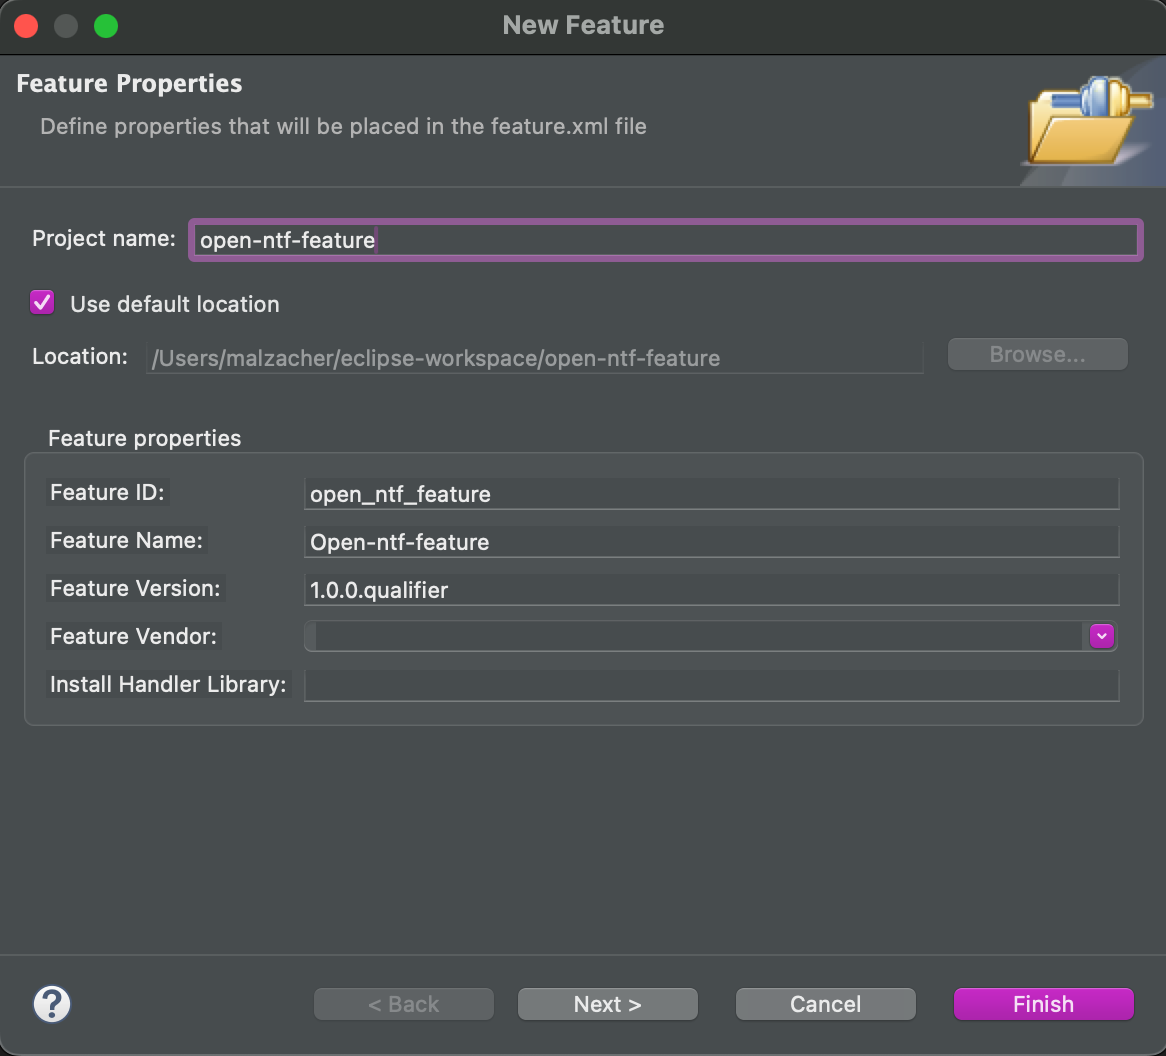 New Feature
Feature Properties
Define properties that will be placed in the feature.xml file
Project name: open-ntf-feature
Use default location
Location: /Users/malzacher/eclipse-workspace/open-ntf-feature Browse...
Feature properties
Feature ID: open_ntf_feature
Feature Name: Open-ntf-feature
Feature Version: 1.0.0.qualifier
Feature Vendor:
Install Handler Library:
? < Back Next > Cancel Finish